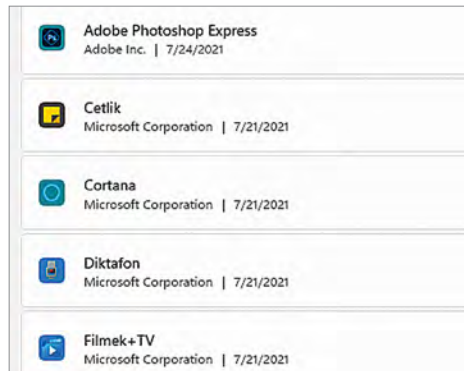 Adobe Photoshop Express
Adobe Inc. | 7/24/2021
Cetlik
Microsoft Corporation | 7/21/2021
Cortana
Microsoft Corporation | 7/21/2021
Diktafon
Microsoft Corporation | 7/21/2021
Filmek+TV
Microsoft Corporation | 7/21/2021